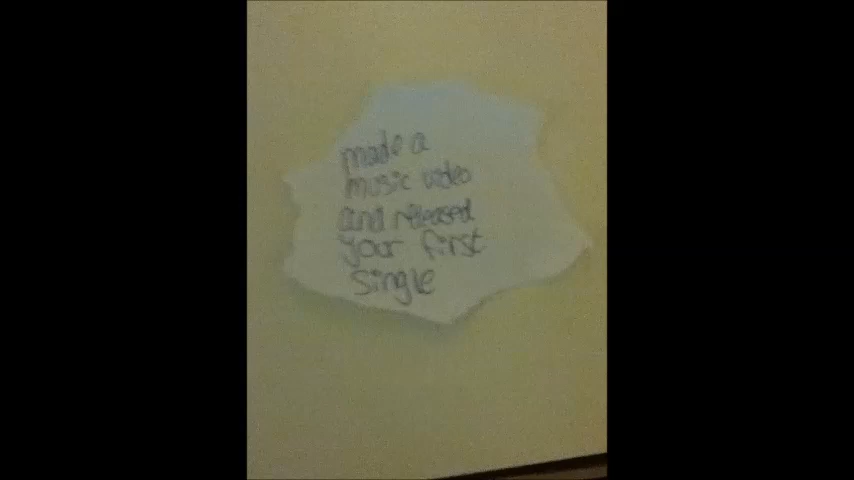 made a
music video
and released
your first
single